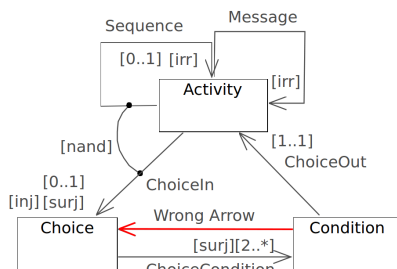 Sequence
Message
[0..1] [irr]
Activity
[irr]
[nand]
[1..1]
ChoiceOut
[0..1]
[inj] [surj]
ChoiceIn
Wrong Arrow
Choice
Condition
[surj][2..*]
ChoiceCondition